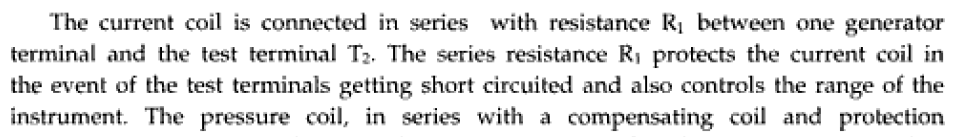 The current coil is connected in series with resistance R₁ between one generator
terminal and the test terminal T₂. The series resistance R₁ protects the current coil in
the event of the test terminals getting short circuited and also controls the range of the
instrument. The pressure coil, in series with a compensating coil and protection